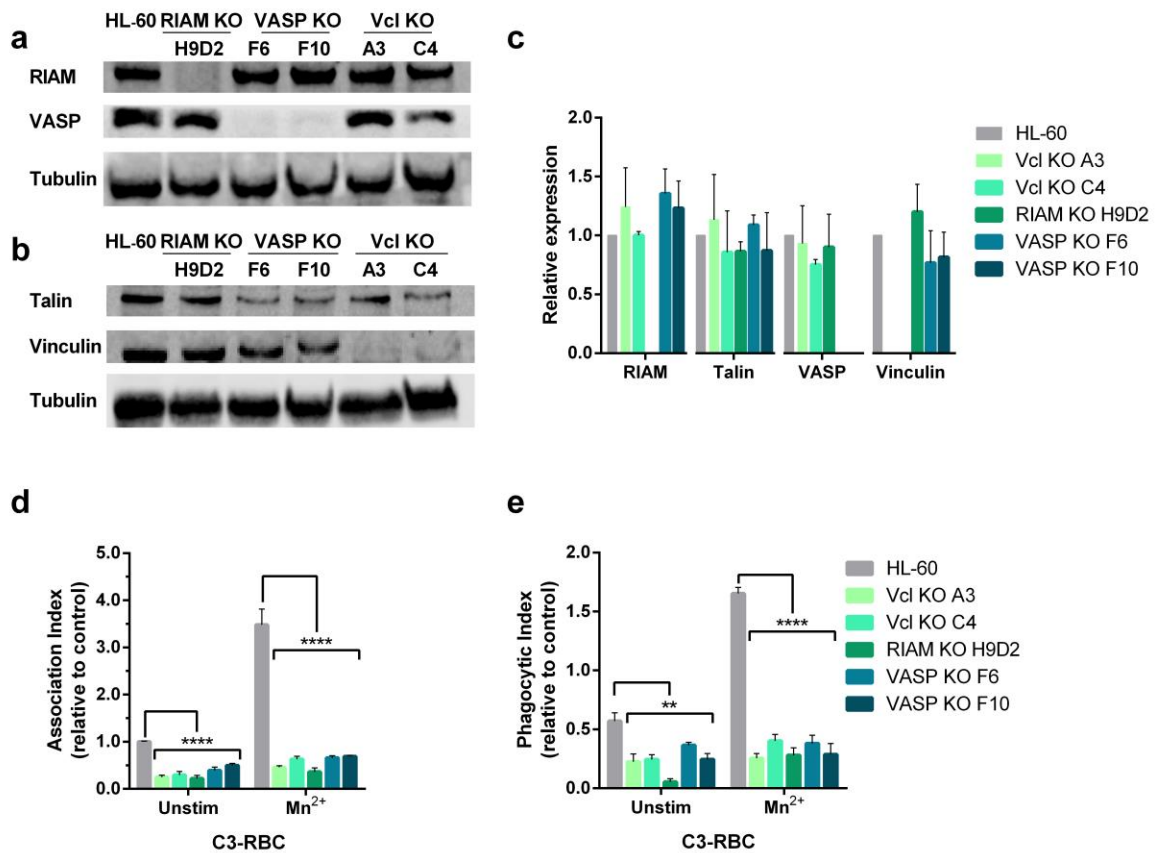 a
HL-60 RIAM KO VASP KO Vcl KO
H9D2 F6 F10 A3 C4
RIAM
VASP
Tubulin
b
HL-60 RIAM KO VASP KO Vcl KO
H9D2 F6 F10 A3 C4
Talin
Vinculin
Tubulin
c
Relative expression
2.0
1.5
1.0
0.5
0.0
RIAM Talin VASP Vinculin
HL-60
Vcl KO A3
Vcl KO C4
RIAM KO H9D2
VASP KO F6
VASP KO F10
d
Association Index
(relative to control)
5.0
4.0
3.0
2.0
1.0
0.0
****
****
Unstim Mn²⁺
C3-RBC
e
Phagocytic Index
(relative to control)
2.0
1.5
1.0
0.5
0.0
**
****
Unstim Mn²⁺
C3-RBC
HL-60
Vcl KO A3
Vcl KO C4
RIAM KO H9D2
VASP KO F6
VASP KO F10